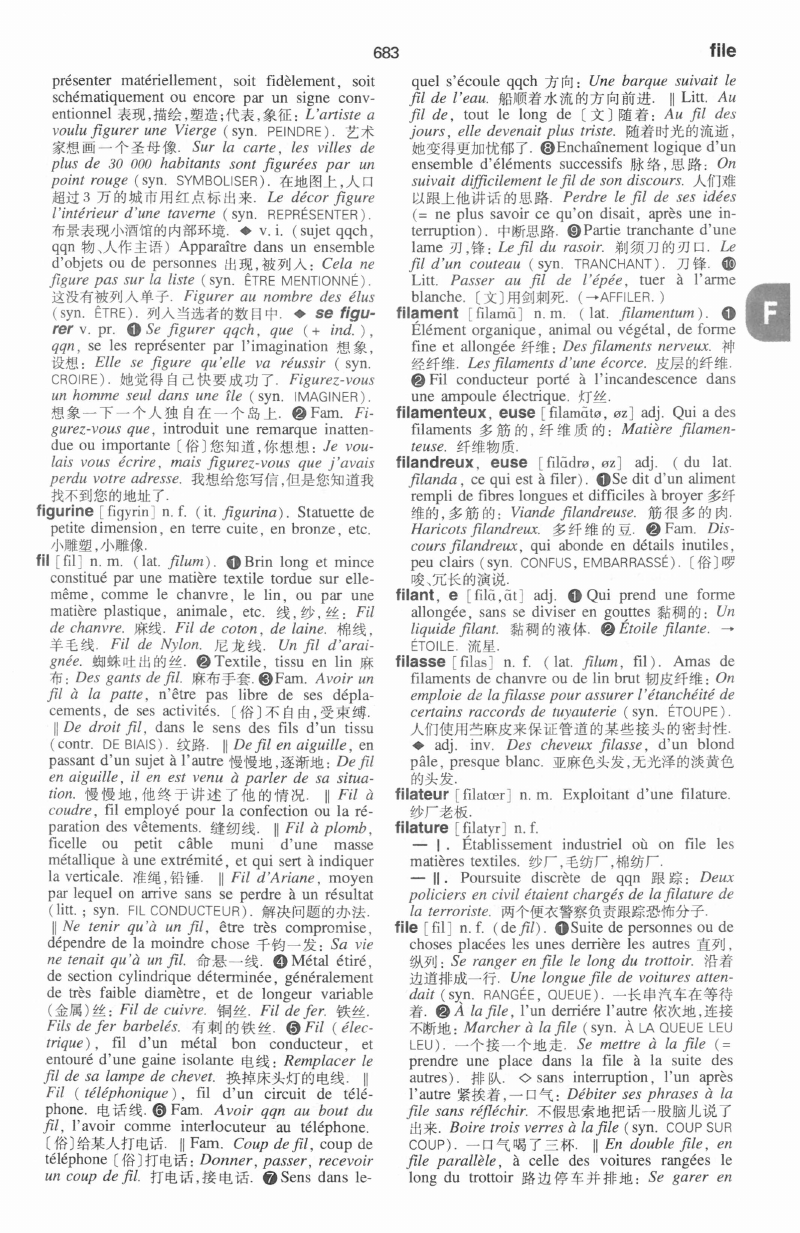 683
file
présenter matériellement, soit fidèlement, soit
schématiquement ou encore par un signe conv-
entionnel 表现,描绘,塑造;代表,象征: L'artiste a
voulu figurer une Vierge (syn. PEINDRE). 艺术
家想画一个圣母像. Sur la carte, les villes de
plus de 30 000 habitants sont figurées par un
point rouge (syn. SYMBOLISER). 在地图上,人口
超过3 万的城市用红点标出来. Le décor figure
l'intérieur d'une taverne (syn. REPRÉSENTER).
布景表现小酒馆的内部环境. ◆ v. i. (sujet qqch,
qqn 物、人作主语) Apparaître dans un ensemble
d'objets ou de personnes 出现,被列入: Cela ne
figure pas sur la liste (syn. ÊTRE MENTIONNÉ).
这没有被列入单子. Figurer au nombre des élus
(syn. ÊTRE). 列入当选者的数目中. ◆ se figu-
rer v. pr. ❶ Se figurer qqch, que (+ ind.),
qqn, se les représenter par l'imagination 想象,
设想: Elle se figure qu'elle va réussir (syn.
CROIRE). 她觉得自己快要成功了. Figurez-vous
un homme seul dans une île (syn. IMAGINER).
想象一下一个人独自在一个岛上. ❷ Fam. Fi-
gurez-vous que, introduit une remarque inatten-
due ou importante [俗]您知道,你想想: Je vou-
lais vous écrire, mais figurez-vous que j'avais
perdu votre adresse. 我想给您写信,但是您知道我
找不到您的地址了.
figurine [figyrin] n. f. (it. figurina). Statuette de
petite dimension, en terre cuite, en bronze, etc.
小雕塑,小雕像.
fil [fil] n. m. (lat. filum). ❶ Brin long et mince
constitué par une matière textile tordue sur elle-
même, comme le chanvre, le lin, ou par une
matière plastique, animale, etc. 线,纱,丝: Fil
de chanvre. 麻线. Fil de coton, de laine. 棉线,
羊毛线. Fil de Nylon. 尼龙线. Un fil d'arai-
gnée. 蜘蛛吐出的丝. ❷ Textile, tissu en lin 麻
布: Des gants de fil. 麻布手套. ❸ Fam. Avoir un
fil à la patte, n'être pas libre de ses dépla-
cements, de ses activités. [俗]不自由,受束缚.
‖ De droit fil, dans le sens des fils d'un tissu
(contr. DE BIAIS). 纹路. ‖ De fil en aiguille, en
passant d'un sujet à l'autre 慢慢地,逐渐地: De fil
en aiguille, il en est venu à parler de sa situa-
tion. 慢慢地,他终于讲述了他的情况. ‖ Fil à
coudre, fil employé pour la confection ou la ré-
paration des vêtements. 缝纫线. ‖ Fil à plomb,
ficelle ou petit câble muni d'une masse
métallique à une extrémité, et qui sert à indiquer
la verticale. 准绳,铅锤. ‖ Fil d'Ariane, moyen
par lequel on arrive sans se perdre à un résultat
(litt. ; syn. FIL CONDUCTEUR). 解决问题的办法.
‖ Ne tenir qu'à un fil, être très compromise,
dépendre de la moindre chose 千钧一发: Sa vie
ne tenait qu'à un fil. 命悬一线. ❹ Métal étiré,
de section cylindrique déterminée, généralement
de très faible diamètre, et de longeur variable
(金属)丝: Fil de cuivre. 铜丝. Fil de fer. 铁丝.
Fils de fer barbelés. 有刺的铁丝. ❺ Fil (élec-
trique), fil d'un métal bon conducteur, et
entouré d'une gaine isolante 电线: Remplacer le
fil de sa lampe de chevet. 换掉床头灯的电线. ‖
Fil (téléphonique), fil d'un circuit de télé-
phone. 电话线. ❻ Fam. Avoir qqn au bout du
fil, l'avoir comme interlocuteur au téléphone.
[俗]给某人打电话. ‖ Fam. Coup de fil, coup de
téléphone [俗]打电话: Donner, passer, recevoir
un coup de fil. 打电话,接电话. ❼ Sens dans le-
quel s'écoule qqch 方向: Une barque suivait le
fil de l'eau. 船顺着水流的方向前进. ‖ Litt. Au
fil de, tout le long de [文]随着: Au fil des
jours, elle devenait plus triste. 随着时光的流逝,
她变得更加忧郁了. ❽ Enchaînement logique d'un
ensemble d'éléments successifs 脉络,思路: On
suivait difficilement le fil de son discours. 人们难
以跟上他讲话的思路. Perdre le fil de ses idées
(= ne plus savoir ce qu'on disait, après une in-
terruption). 中断思路. ❾ Partie tranchante d'une
lame 刃,锋: Le fil du rasoir. 剃须刀的刃口. Le
fil d'un couteau (syn. TRANCHANT). 刀锋. ❿
Litt. Passer au fil de l'épée, tuer à l'arme
blanche. [文]用剑刺死. (→AFFILER.)
filament [filamɑ̃] n. m. (lat. filamentum). ❶
Élément organique, animal ou végétal, de forme
fine et allongée 纤维: Des filaments nerveux. 神
经纤维. Les filaments d'une écorce. 皮层的纤维.
❷ Fil conducteur porté à l'incandescence dans
une ampoule électrique. 灯丝.
filamenteux, euse [filamɑ̃tø, øz] adj. Qui a des
filaments 多筋的,纤维质的: Matière filamen-
teuse. 纤维物质.
filandreux, euse [filɑ̃drø, øz] adj. (du lat.
filanda, ce qui est à filer). ❶ Se dit d'un aliment
rempli de fibres longues et difficiles à broyer 多纤
维的,多筋的: Viande filandreuse. 筋很多的肉.
Haricots filandreux. 多纤维的豆. ❷ Fam. Dis-
cours filandreux, qui abonde en détails inutiles,
peu clairs (syn. CONFUS, EMBARRASSÉ). [俗]啰
唆、冗长的演说.
filant, e [filɑ̃,ɑ̃t] adj. ❶ Qui prend une forme
allongée, sans se diviser en gouttes 黏稠的: Un
liquide filant. 黏稠的液体. ❷ Étoile filante. →
ÉTOILE. 流星.
filasse [filas] n. f. (lat. filum, fil). Amas de
filaments de chanvre ou de lin brut 韧皮纤维: On
emploie de la filasse pour assurer l'étanchéité de
certains raccords de tuyauterie (syn. ÉTOUPE).
人们使用苎麻皮来保证管道的某些接头的密封性.
◆ adj. inv. Des cheveux filasse, d'un blond
pâle, presque blanc. 亚麻色头发,无光泽的淡黄色
的头发.
filateur [filatœr] n. m. Exploitant d'une filature.
纱厂老板.
filature [filatyr] n. f.
— I. Établissement industriel où on file les
matières textiles. 纱厂,毛纺厂,棉纺厂.
— II. Poursuite discrète de qqn 跟踪: Deux
policiers en civil étaient chargés de la filature de
la terroriste. 两个便衣警察负责跟踪恐怖分子.
file [fil] n. f. (de fil). ❶ Suite de personnes ou de
choses placées les unes derrière les autres 直列,
纵列: Se ranger en file le long du trottoir. 沿着
边道排成一行. Une longue file de voitures atten-
dait (syn. RANGÉE, QUEUE). 一长串汽车在等待
着. ❷ À la file, l'un derriére l'autre 依次地,连接
不断地: Marcher à la file (syn. À LA QUEUE LEU
LEU). 一个接一个地走. Se mettre à la file (=
prendre une place dans la file à la suite des
autres). 排队. ◇ sans interruption, l'un après
l'autre 紧挨着,一口气: Débiter ses phrases à la
file sans réfléchir. 不假思索地把话一股脑儿说了
出来. Boire trois verres à la file (syn. COUP SUR
COUP). 一口气喝了三杯. ‖ En double file, en
file parallèle, à celle des voitures rangées le
long du trottoir 路边停车并排地: Se garer en
F